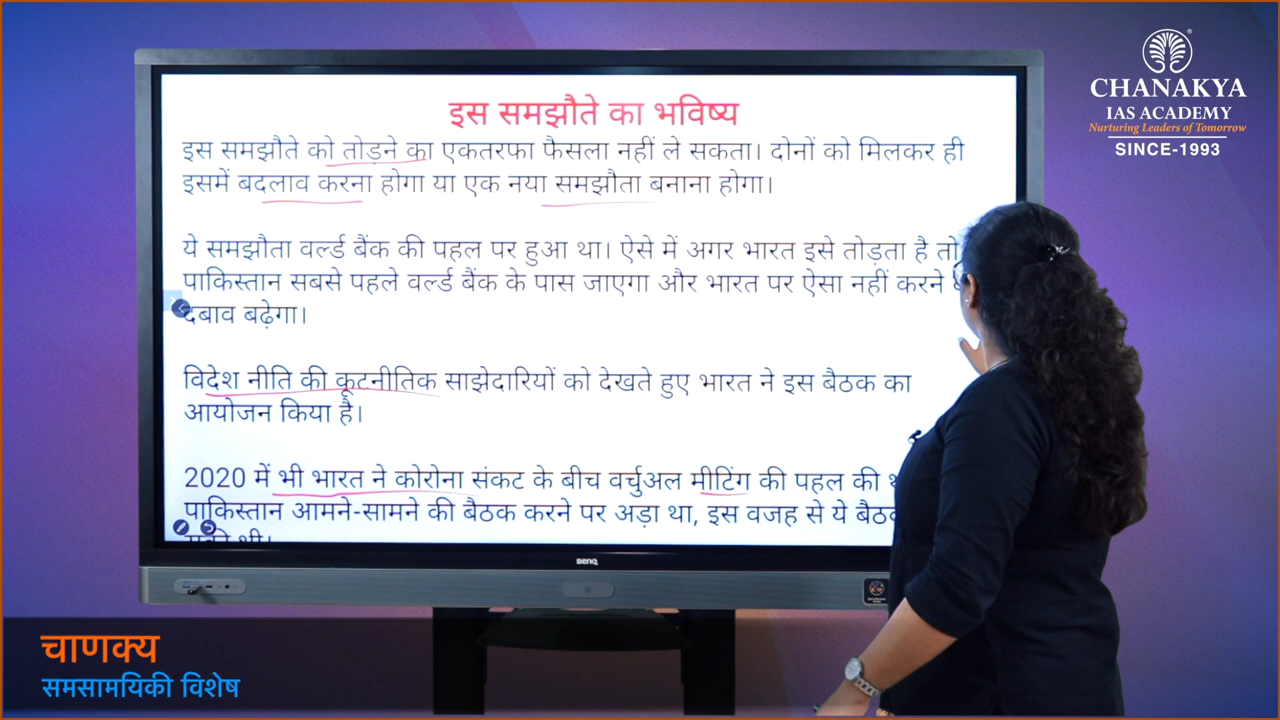 इस समझौते का भविष्य
इस समझौते को तोड़ने का एकतरफा फैसला नहीं ले सकता। दोनों को मिलकर ही
इसमें बदलाव करना होगा या एक नया समझौता बनाना होगा।
ये समझौता वर्ल्ड बैंक की पहल पर हुआ था। ऐसे में अगर भारत इसे तोड़ता है तो
पाकिस्तान सबसे पहले वर्ल्ड बैंक के पास जाएगा और भारत पर ऐसा नहीं करने
दबाव बढ़ेगा।
विदेश नीति की कूटनीतिक साझेदारियों को देखते हुए भारत ने इस बैठक का
आयोजन किया है।
2020 में भी भारत ने कोरोना संकट के बीच वर्चुअल मीटिंग की पहल की
पाकिस्तान आमने-सामने की बैठक करने पर अड़ा था, इस वजह से ये
BenQ
CHANAKYA
IAS ACADEMY
Nurturing Leaders of Tomorrow
SINCE-1993
चाणक्य
समसामयिकी विशेष